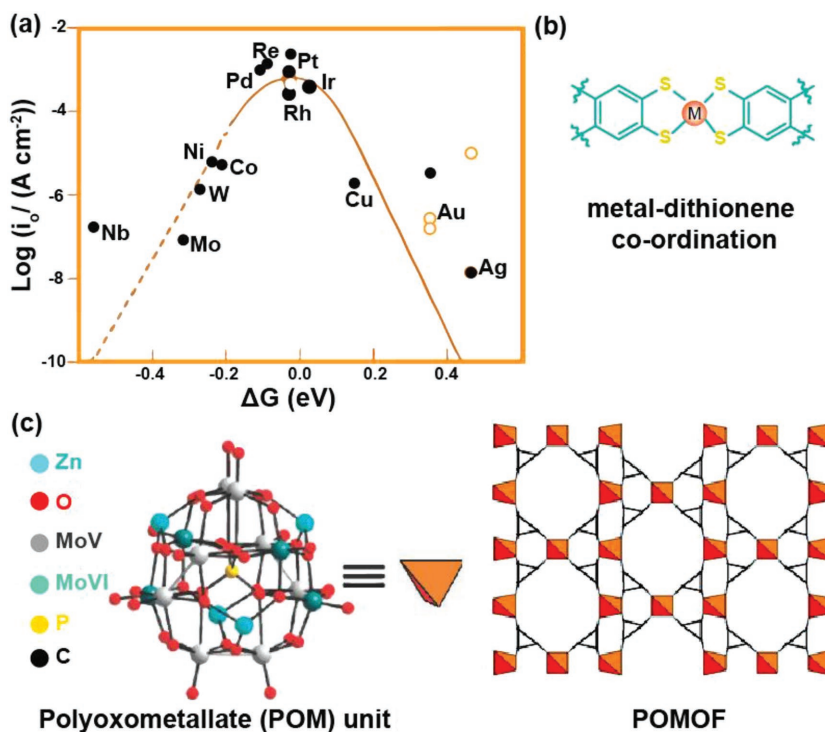 (a)
Log (i₀/ (A cm⁻²))
-2
-4
-6
-8
-10
-0.4
-0.2
0.0
0.2
0.4
ΔG (eV)
Re
Pt
Pd
Ir
Rh
Ni
Co
W
Cu
Nb
Mo
Au
Ag
(b)
S
S
M
S
S
metal-dithionene
co-ordination
(c)
Zn
O
MoV
MoVI
P
C
Polyoxometallate (POM) unit
POMOF